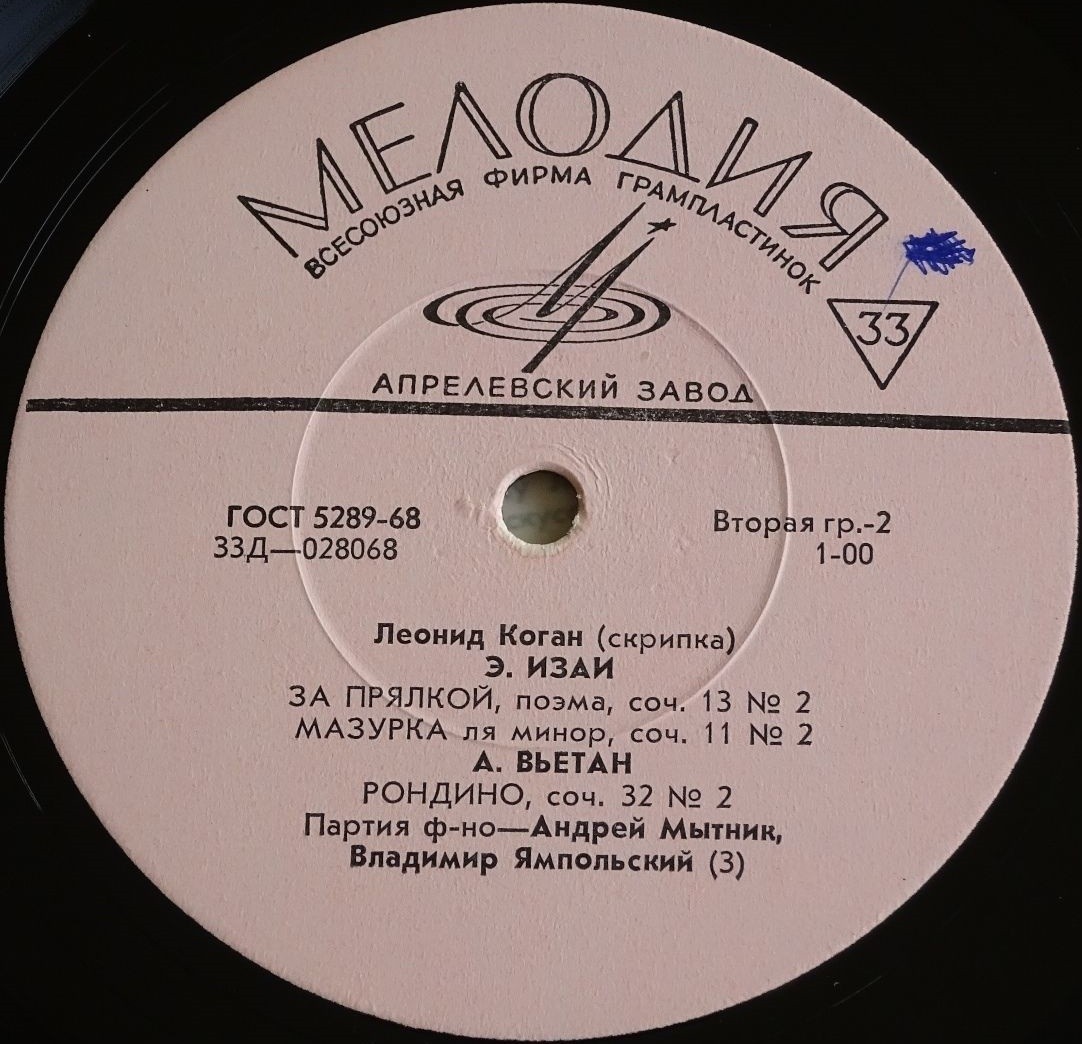 МЕЛОДИЯ
ВСЕСОЮЗНАЯ ФИРМА ГРАМПЛАСТИНОК
33
АПРЕЛЕВСКИЙ ЗАВОД
ГОСТ 5289-68
Вторая гр.-2
33Д—028068
1-00
Леонид Коган (скрипка)
Э. ИЗАИ
ЗА ПРЯЛКОЙ, поэма, соч. 13 № 2
МАЗУРКА ля минор, соч. 11 № 2
А. ВЬЕТАН
РОНДИНО, соч. 32 № 2
Партия ф-но—Андрей Мытник,
Владимир Ямпольский (3)